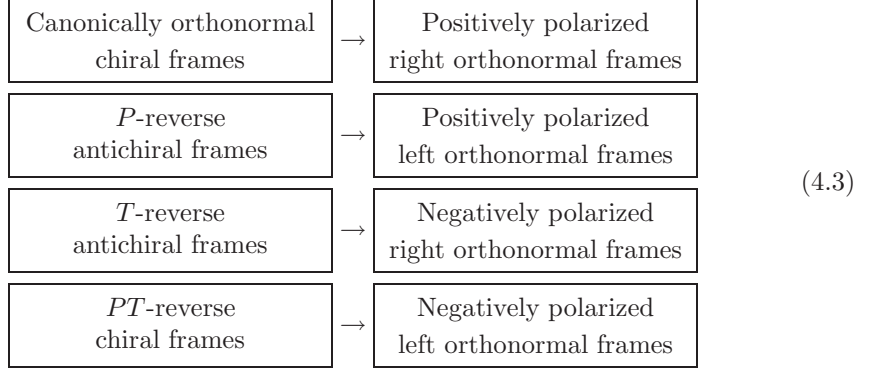 Canonically orthonormal
chiral frames
→
Positively polarized
right orthonormal frames
P-reverse
antichiral frames
→
Positively polarized
left orthonormal frames
(4.3)
T-reverse
antichiral frames
→
Negatively polarized
right orthonormal frames
PT-reverse
chiral frames
→
Negatively polarized
left orthonormal frames